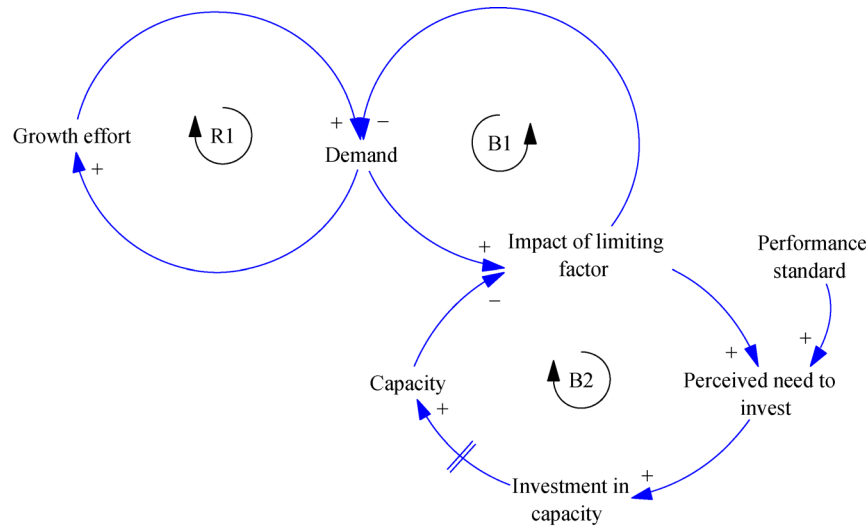 R1
B1
+
−
Growth effort
Demand
+
+
Impact of limiting
factor
Performance
standard
−
+
+
B2
Capacity
Perceived need to
invest
+
+
Investment in
capacity